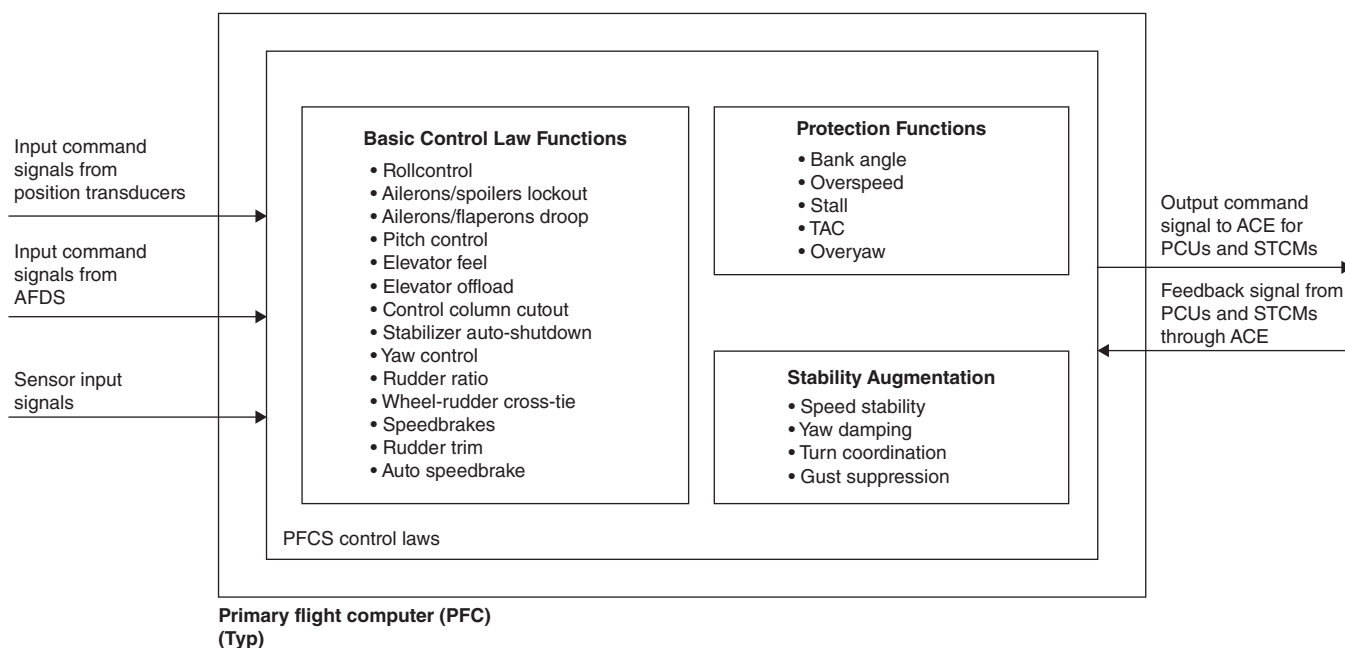 Input command
signals from
position transducers
Input command
signals from
AFDS
Sensor input
signals
Basic Control Law Functions
• Rollcontrol
• Ailerons/spoilers lockout
• Ailerons/flaperons droop
• Pitch control
• Elevator feel
• Elevator offload
• Control column cutout
• Stabilizer auto-shutdown
• Yaw control
• Rudder ratio
• Wheel-rudder cross-tie
• Speedbrakes
• Rudder trim
• Auto speedbrake
Protection Functions
• Bank angle
• Overspeed
• Stall
• TAC
• Overyaw
Stability Augmentation
• Speed stability
• Yaw damping
• Turn coordination
• Gust suppression
PFCS control laws
Output command
signal to ACE for
PCUs and STCMs
Feedback signal from
PCUs and STCMs
through ACE
Primary flight computer (PFC)
(Typ)